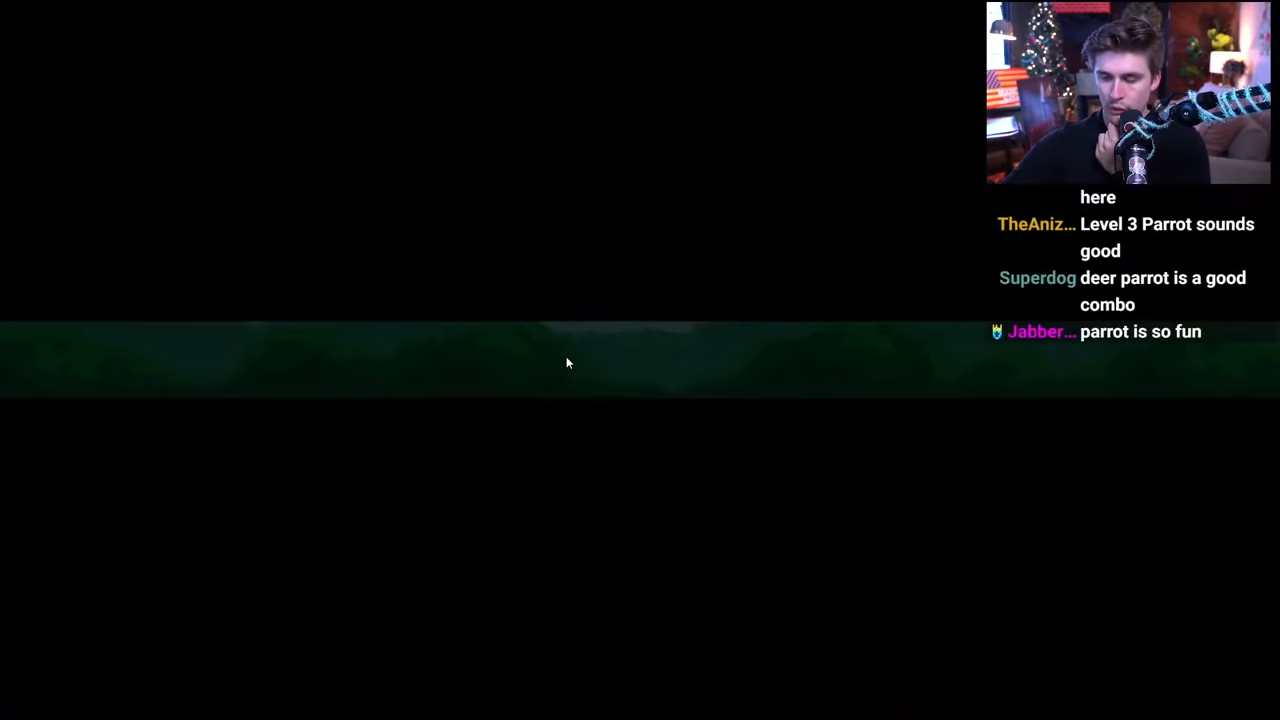 here
TheAniz... Level 3 Parrot sounds
good
Superdog deer parrot is a good
combo
Jabber... parrot is so fun